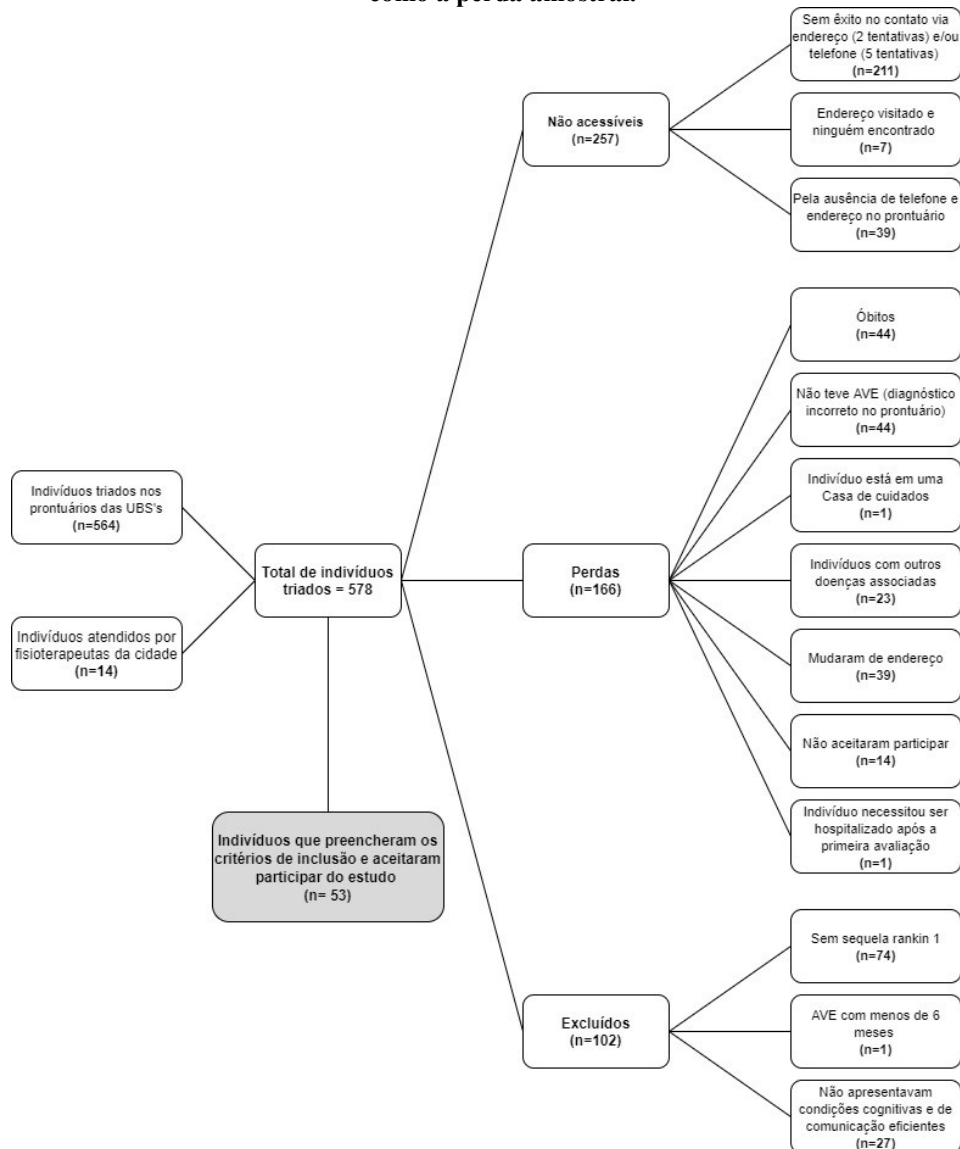 como a perda amostral.
Sem êxito no contato via
endereço (2 tentativas) e/ou
telefone (5 tentativas)
(n=211)
Não acessíveis
(n=257)
Endereço visitado e
ninguém encontrado
(n=7)
Pela ausência de telefone e
endereço no prontuário
(n=39)
Óbitos
(n=44)
Não teve AVE (diagnóstico
incorreto no prontuário)
(n=44)
Indivíduo está em uma
Casa de cuidados
(n=1)
Indivíduos triados nos
prontuários das UBS's
(n=564)
Indivíduos atendidos por
fisioterapeutas da cidade
(n=14)
Total de indivíduos
triados = 578
Perdas
(n=166)
Indivíduos com outros
doenças associadas
(n=23)
Mudaram de endereço
(n=39)
Não aceitaram participar
(n=14)
Indivíduo necessitou ser
hospitalizado após a
primeira avaliação
(n=1)
Indivíduos que preencheram os
critérios de inclusão e aceitaram
participar do estudo
(n= 53)
Excluídos
(n=102)
Sem sequela rankin 1
(n=74)
AVE com menos de 6
meses
(n=1)
Não apresentavam
condições cognitivas e de
comunicação eficientes
(n=27)